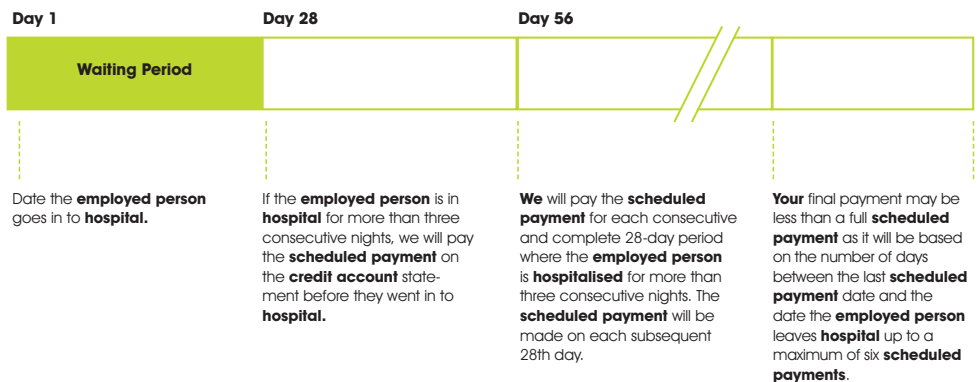 Day 1
Day 28
Day 56
Waiting Period
Date the employed person
goes in to hospital.
If the employed person is in
hospital for more than three
consecutive nights, we will pay
the scheduled payment on
the credit account state-
ment before they went in to
hospital.
We will pay the scheduled
payment for each consecutive
and complete 28-day period
where the employed person
is hospitalised for more than
three consecutive nights. The
scheduled payment will be
made on each subsequent
28th day.
Your final payment may be
less than a full scheduled
payment as it will be based
on the number of days
between the last scheduled
payment date and the
date the employed person
leaves hospital up to a
maximum of six scheduled
payments.